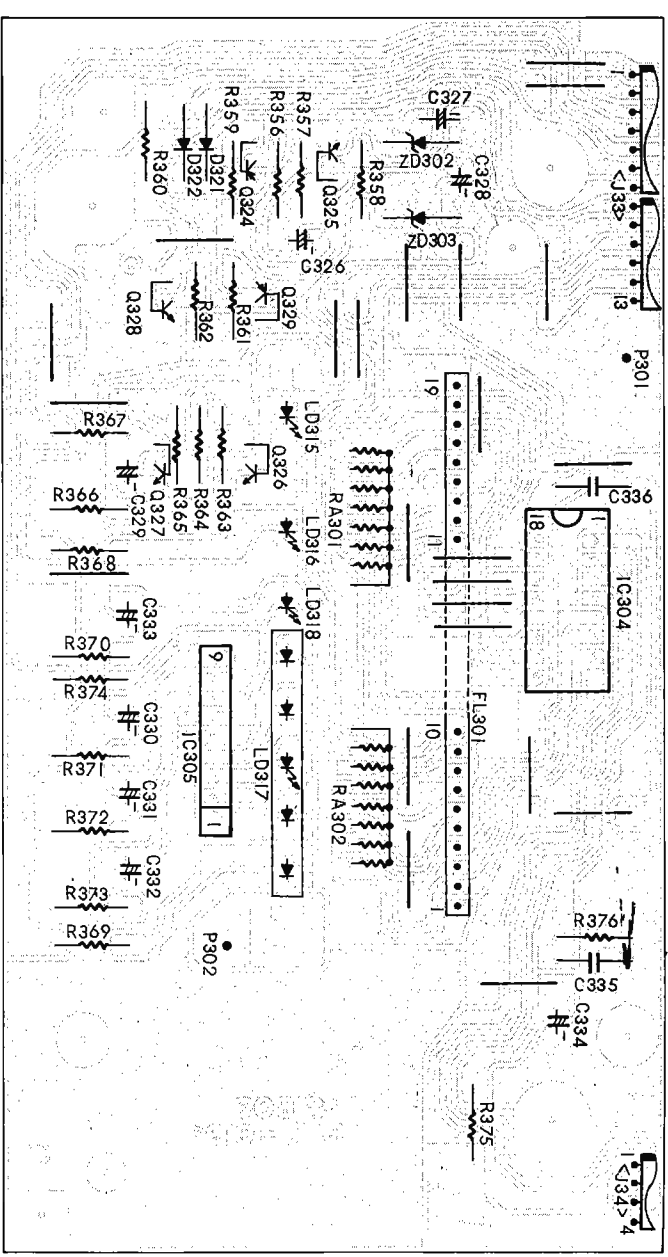 C327
ZD302
C328
ZD303
1
<J33>
13
R359
R356
R357
R358
R360
D322
D321
Q324
Q325
C326
Q328
R362
R361
Q329
P301
19
11
LD315
Q326
R367
R366
C329
Q327
R365
R364
R363
R368
RA301
LD316
C336
18
1
IC304
LD318
C333
R370
R374
9
IC305
1
C330
R371
C331
R372
C332
R373
R369
LD317
RA302
FL301
10
1
P302
R376
C335
C334
R375
1
<J34>
4